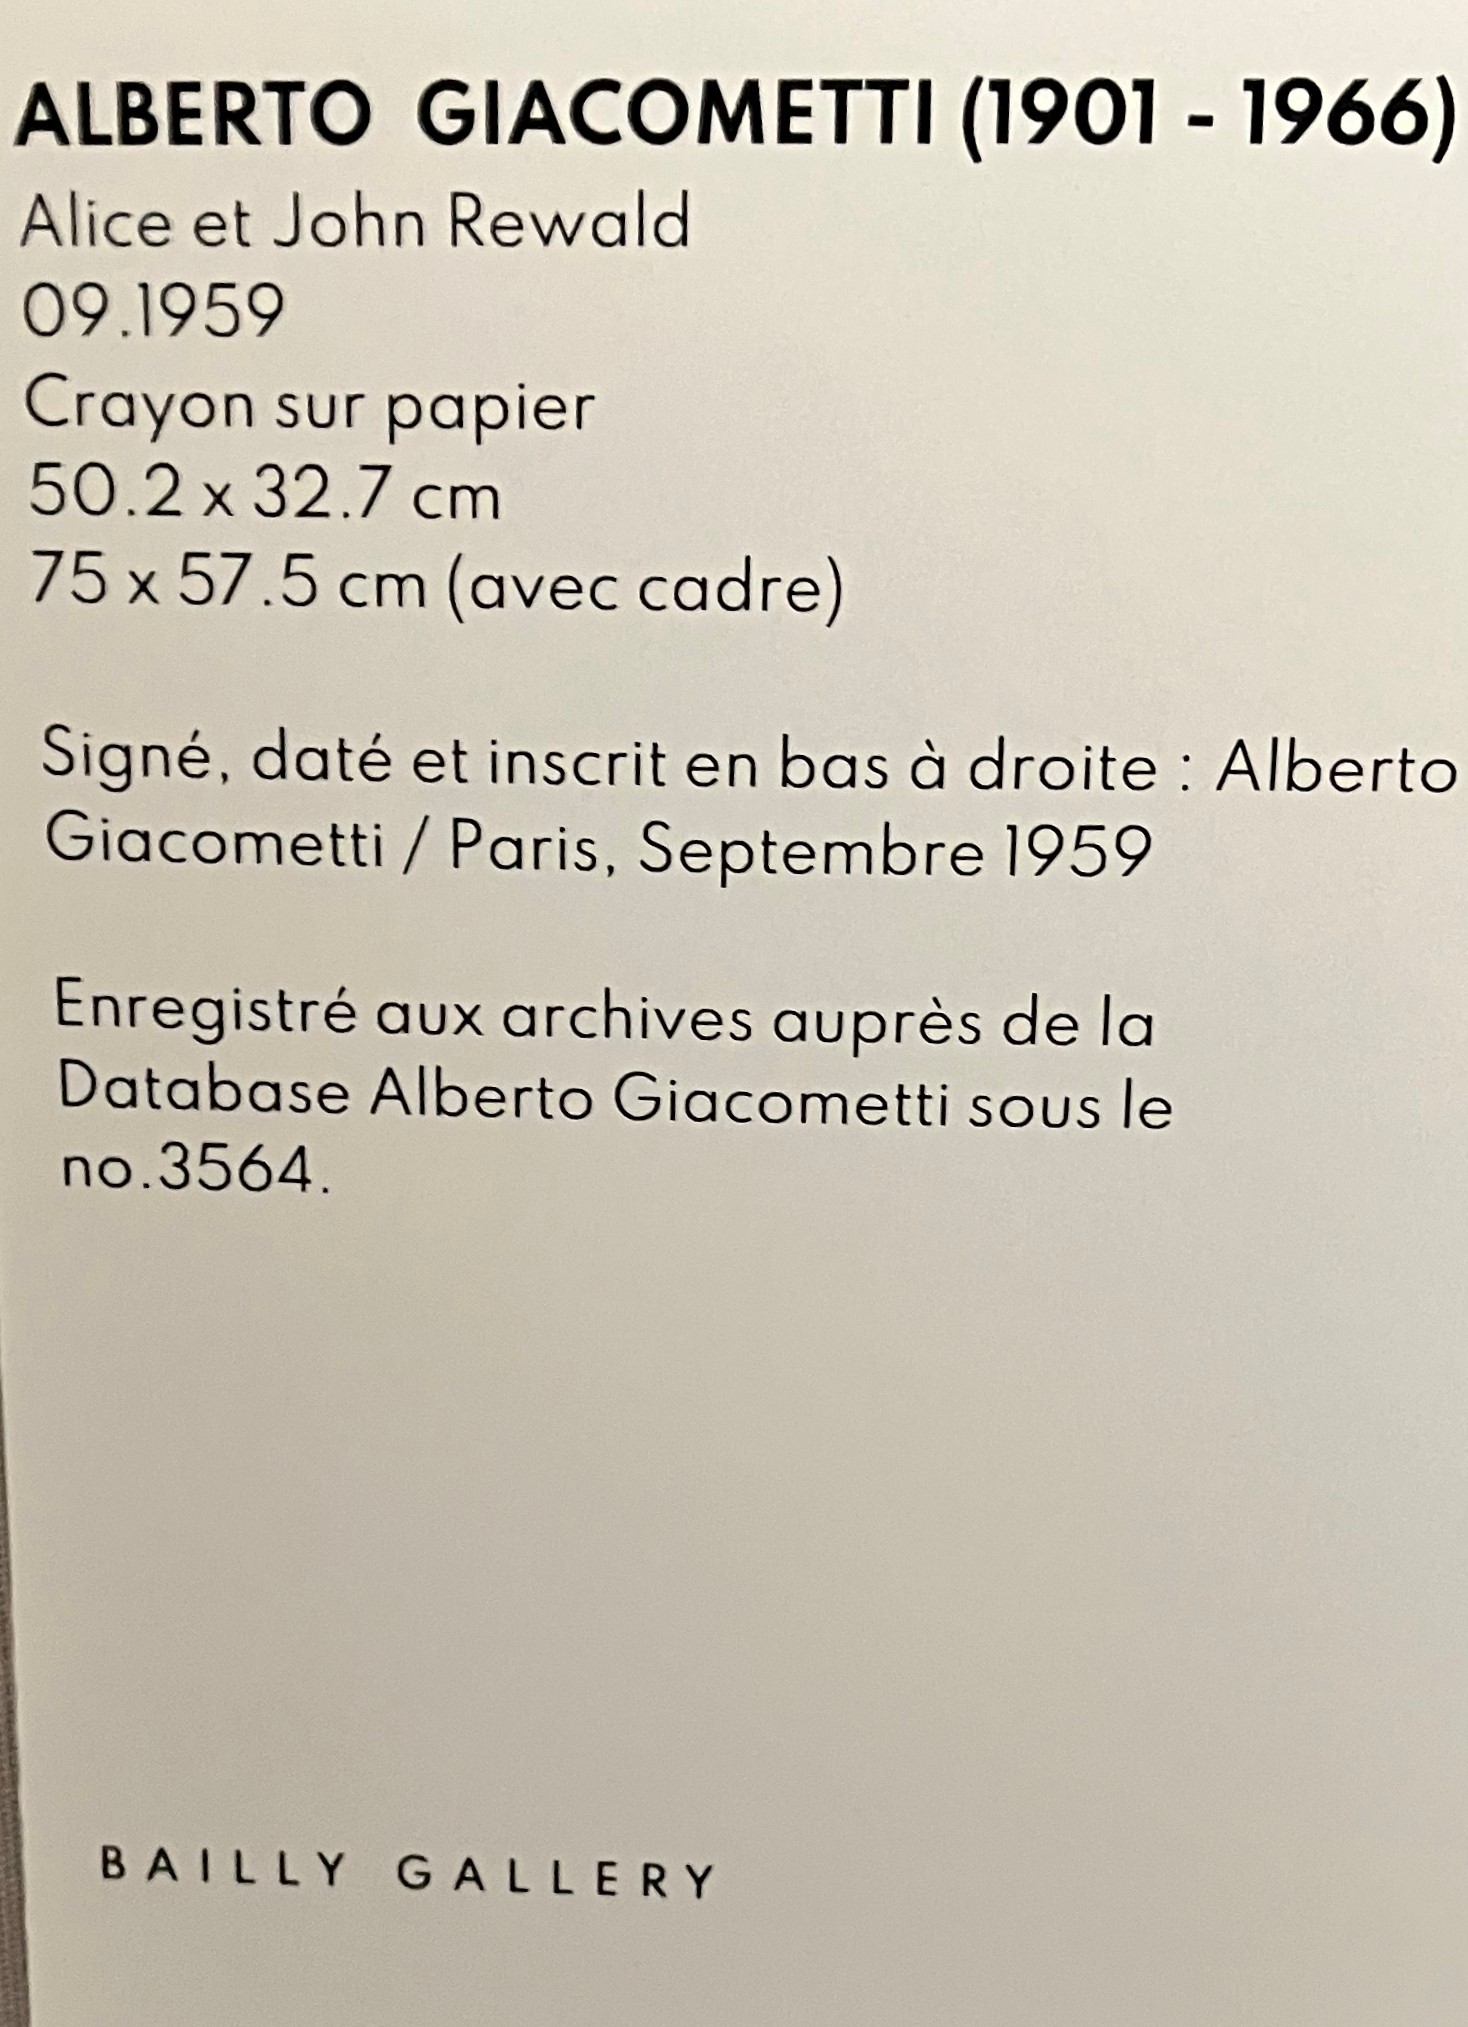 ALBERTO GIACOMETTI (1901 - 1966)
Alice et John Rewald
09.1959
Crayon sur papier
50.2 x 32.7 cm
75 x 57.5 cm (avec cadre)
Signé, daté et inscrit en bas à droite : Alberto
Giacometti / Paris, Septembre 1959
Enregistré aux archives auprès de la
Database Alberto Giacometti sous le
no.3564.
BAILLY GALLERY